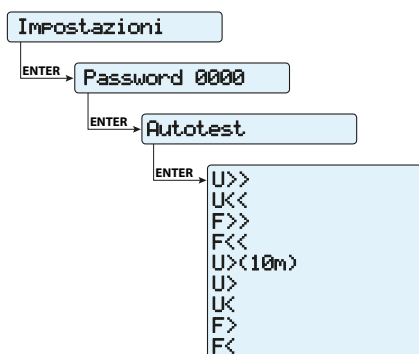 Impostazioni
ENTER
Password 0000
ENTER
Autotest
ENTER
U>>
U<<
F>>
F<<
U>(10m)
U>
U<
F>
F<